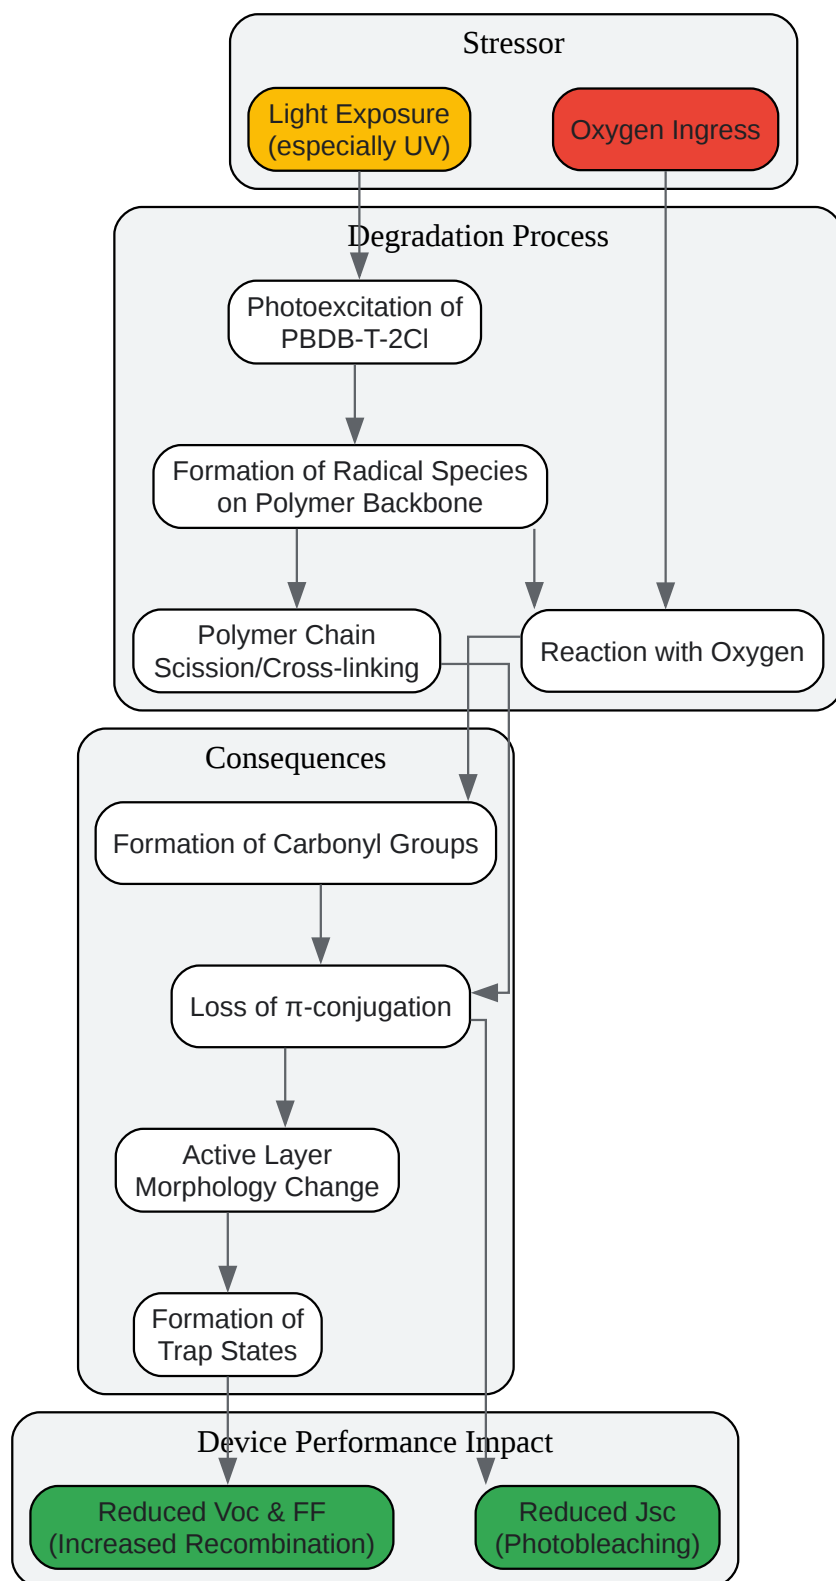 Stressor
Light Exposure
(especially UV)
Oxygen Ingress
Degradation Process
Photoexcitation of
PBDB-T-2Cl
Formation of Radical Species
on Polymer Backbone
Polymer Chain
Scission/Cross-linking
Reaction with Oxygen
Consequences
Formation of Carbonyl Groups
Loss of π-conjugation
Active Layer
Morphology Change
Formation of
Trap States
Device Performance Impact
Reduced Voc & FF
(Increased Recombination)
Reduced Jsc
(Photobleaching)